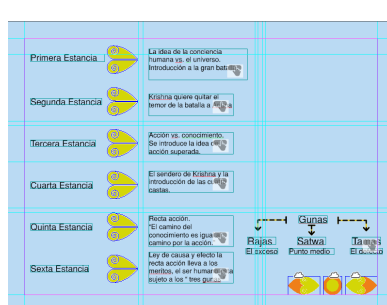 Primera Estancia
La idea de la conciencia
humana vs. el universo.
Introducción a la gran
Segunda Estancia
Krishna quiere quitar el
temor de la batalla a
Tercera Estancia
Acción vs. conocimiento.
Se introduce la idea
acción superada.
Cuarta Estancia
El sendero de Krishna y la
introducción de las
castas.
Quinta Estancia
Recta acción.
"El camino del
conocimiento es igual
camino por la acción.
Sexta Estancia
Ley de causa y efecto la
recta acción lleva a los
meritos, el ser humano
sujeto a los " tres gunas
Gunas
Rajas Satwa Tamas
El exceso Punto medio El defecto